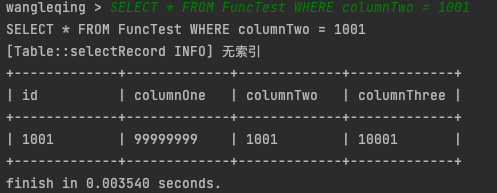 wangleqing > SELECT * FROM FuncTest WHERE columnTwo = 1001
SELECT * FROM FuncTest WHERE columnTwo = 1001
[Table::selectRecord INFO] 无索引
+-------------+-------------+-------------+-------------+
| id          | columnOne   | columnTwo   | columnThree |
+-------------+-------------+-------------+-------------+
| 1001        | 99999999    | 1001        | 10001       |
+-------------+-------------+-------------+-------------+
finish in 0.003540 seconds.